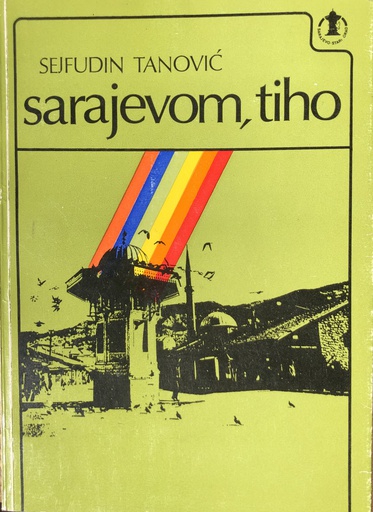 SEJFUDIN TANOVIĆ
sarajevom, tiho